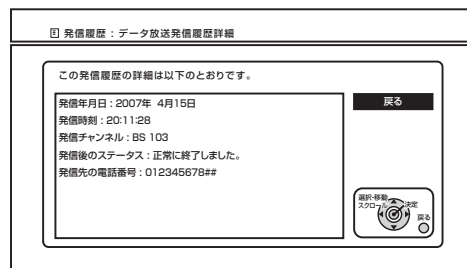 発信履歴：データ放送発信履歴詳細
この発信履歴の詳細は以下のとおりです。
発信年月日：2007年 4月15日
発信時刻：20:11:28
発信チャンネル：BS 103
発信後のステータス：正常に終了しました。
発信先の電話番号：012345678##
戻る
選択・移動
スクロール
決定
戻る